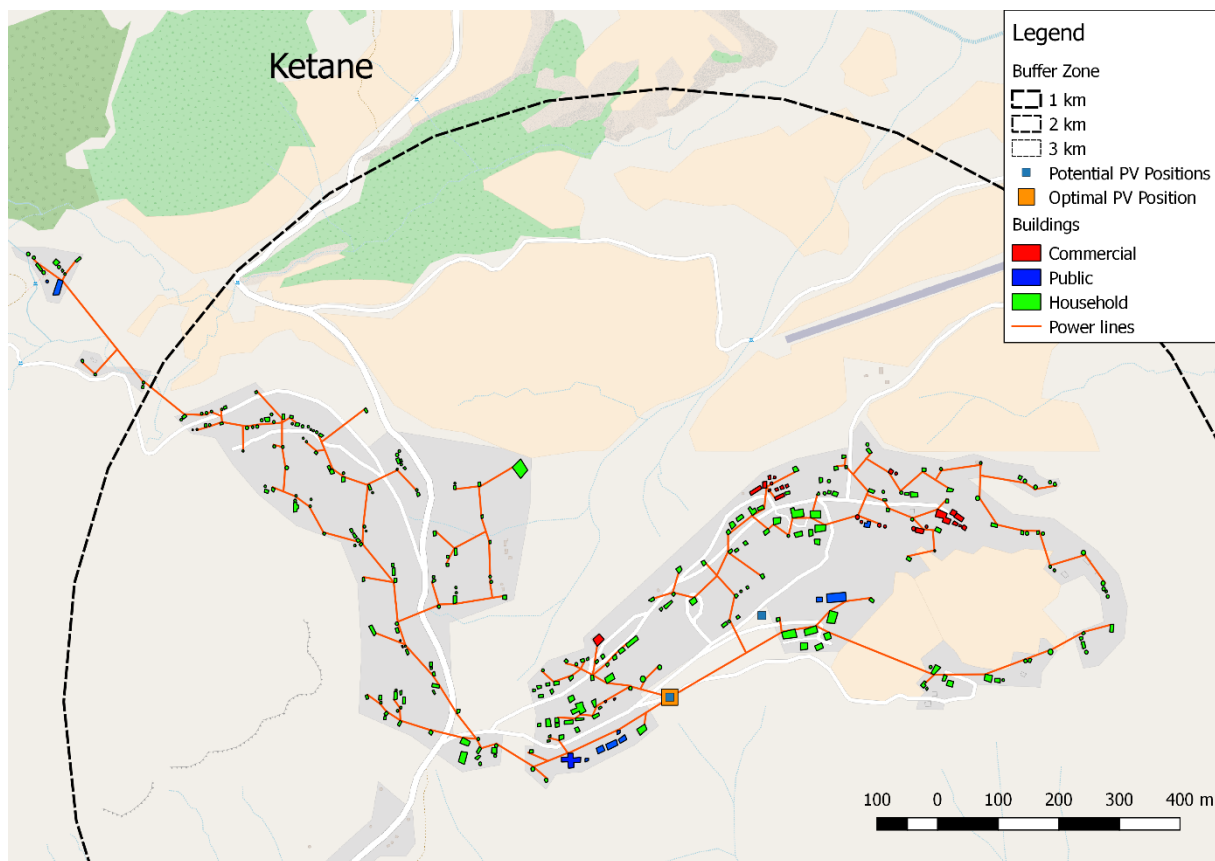 Ketane
Legend
Buffer Zone
1 km
2 km
3 km
Potential PV Positions
Optimal PV Position
Buildings
Commercial
Public
Household
Power lines
100 0 100 200 300 400 m